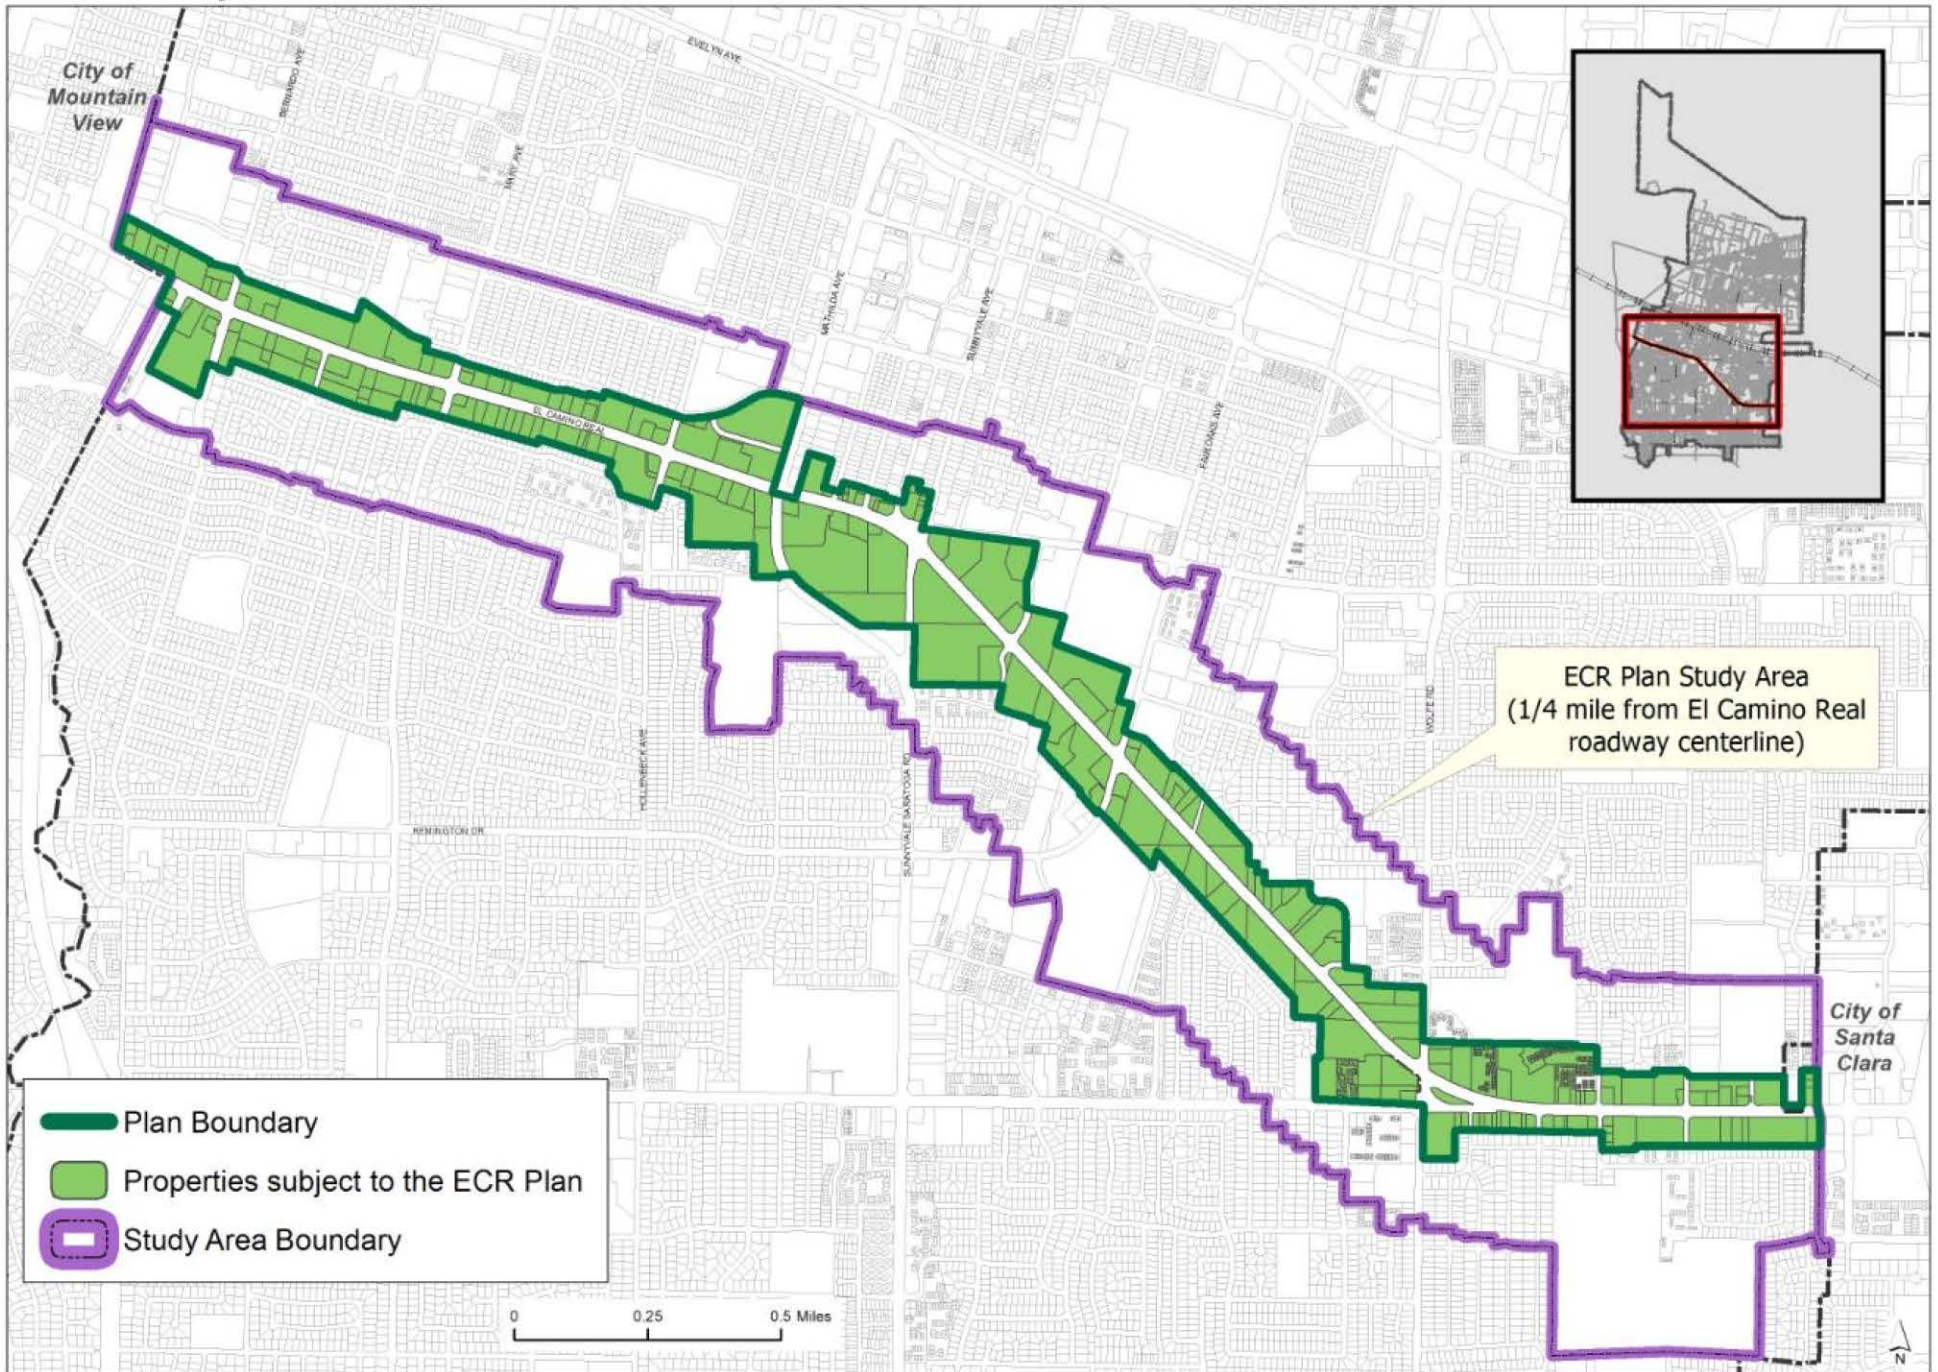 City of
Mountain
View
BERNARDO AVE
EVELYN AVE
MARY AVE
MATHILDA AVE
SUNNYVALE AVE
FAIR OAKS AVE
EL CAMINO REAL
ECR Plan Study Area
(1/4 mile from El Camino Real
roadway centerline)
WOLFE RD
HOLLENBECK AVE
SUNNYVALE SARATOGA RD
REMINGTON DR
City of
Santa
Clara
Plan Boundary
Properties subject to the ECR Plan
Study Area Boundary
0 0.25 0.5 Miles
N